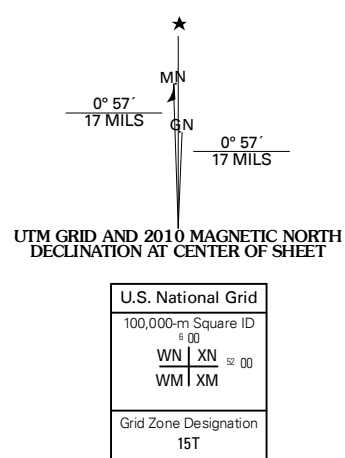 MN
0° 57´
17 MILS
GN
0° 57´
17 MILS
UTM GRID AND 2010 MAGNETIC NORTH
DECLINATION AT CENTER OF SHEET
U.S. National Grid
100,000-m Square ID
6 00
WN XN 52 00
WM XM
Grid Zone Designation
15T